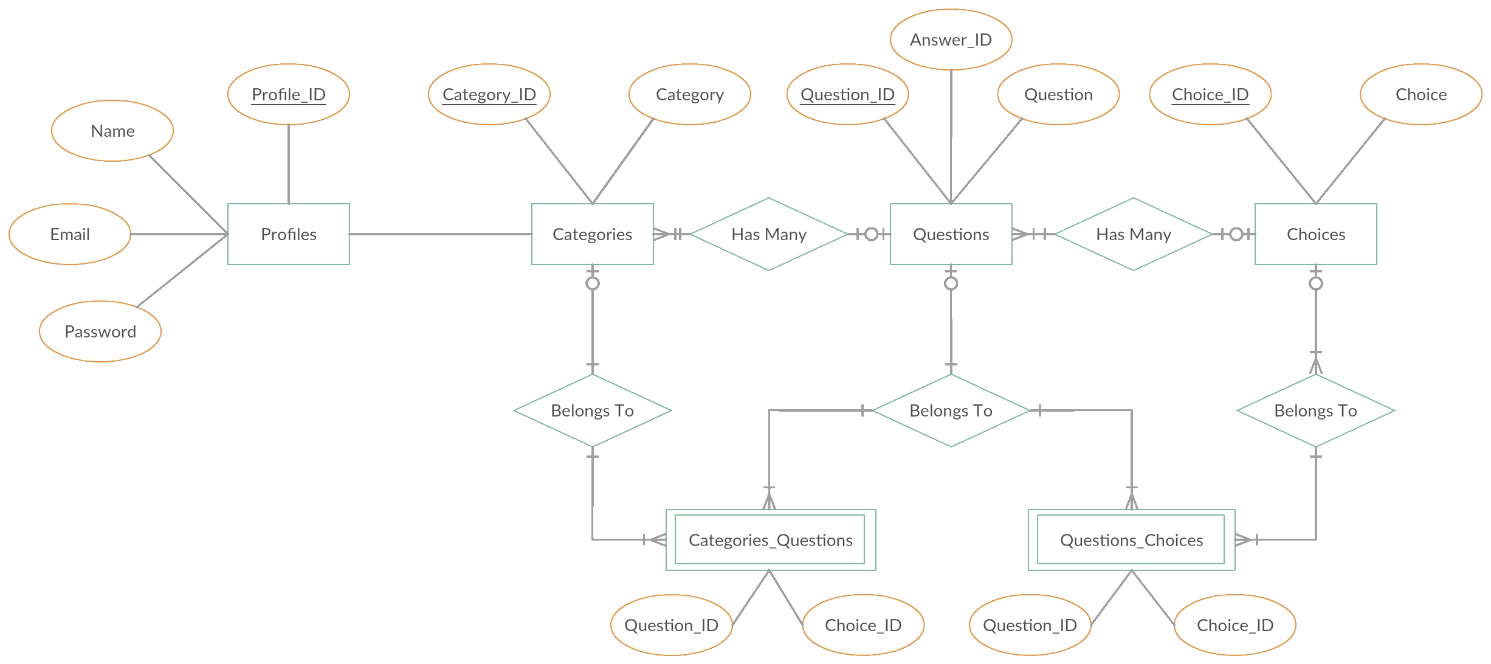 Answer_ID
Profile_ID
Category_ID
Category
Question_ID
Question
Choice_ID
Choice
Name
Email
Profiles
Categories
Has Many
Questions
Has Many
Choices
Password
Belongs To
Belongs To
Belongs To
Categories_Questions
Questions_Choices
Question_ID
Choice_ID
Question_ID
Choice_ID